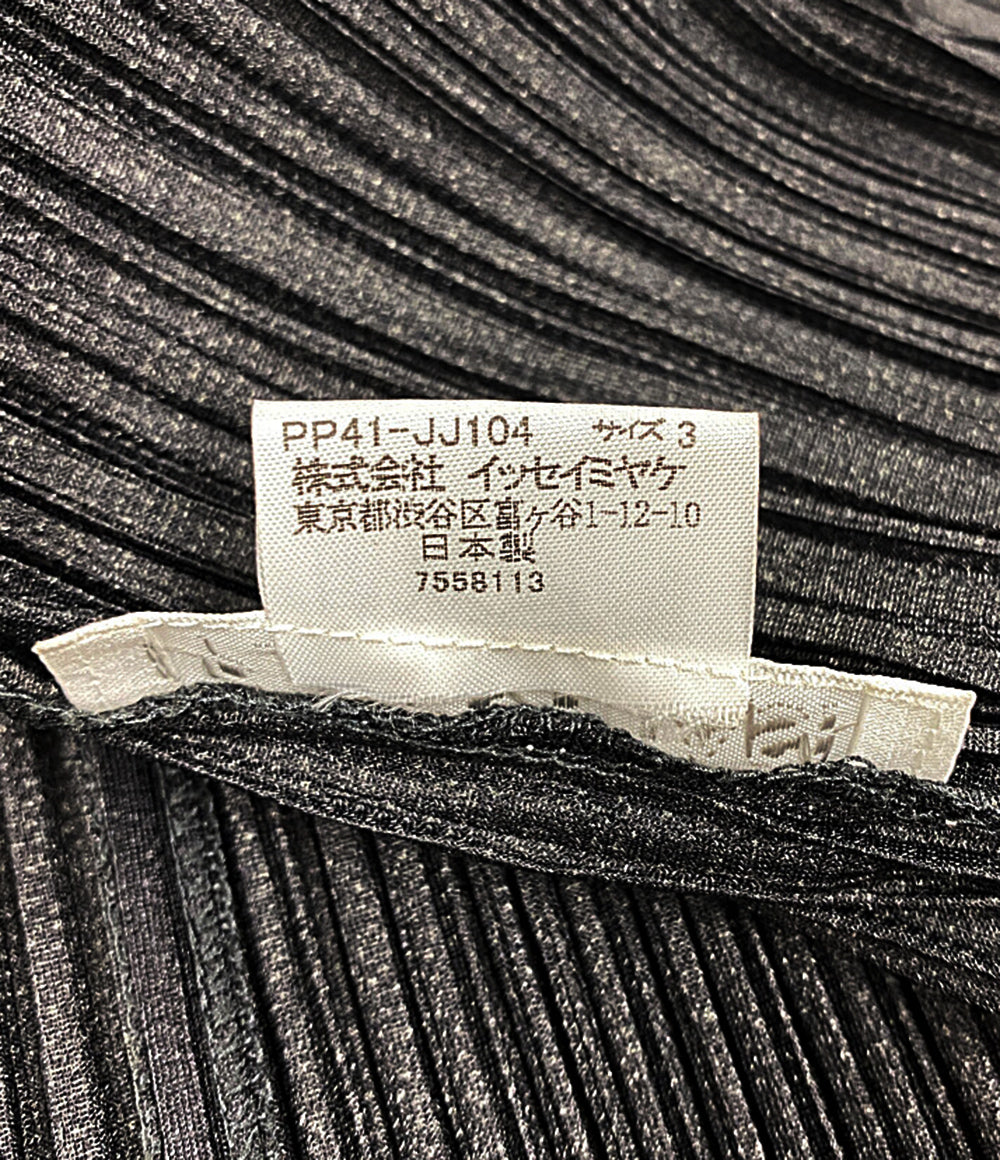 PP41-JJ104 サイズ 3
株式会社 イッセイミヤケ
東京都渋谷区富ヶ谷1-12-10
日本製
7558113